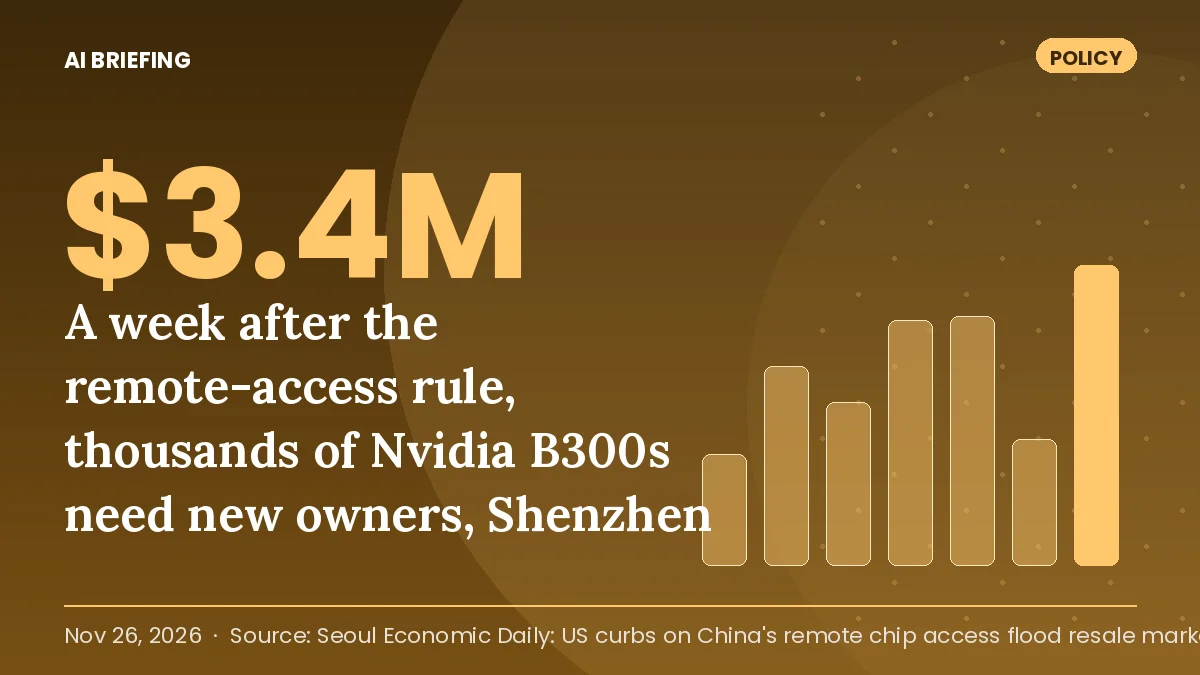 AI BRIEFING
POLICY
$3.4M
A week after the
remote-access rule,
thousands of Nvidia B300s
need new owners, Shenzhen
Nov 26, 2026 · Source: Seoul Economic Daily: US curbs on China's remote chip access flood resale